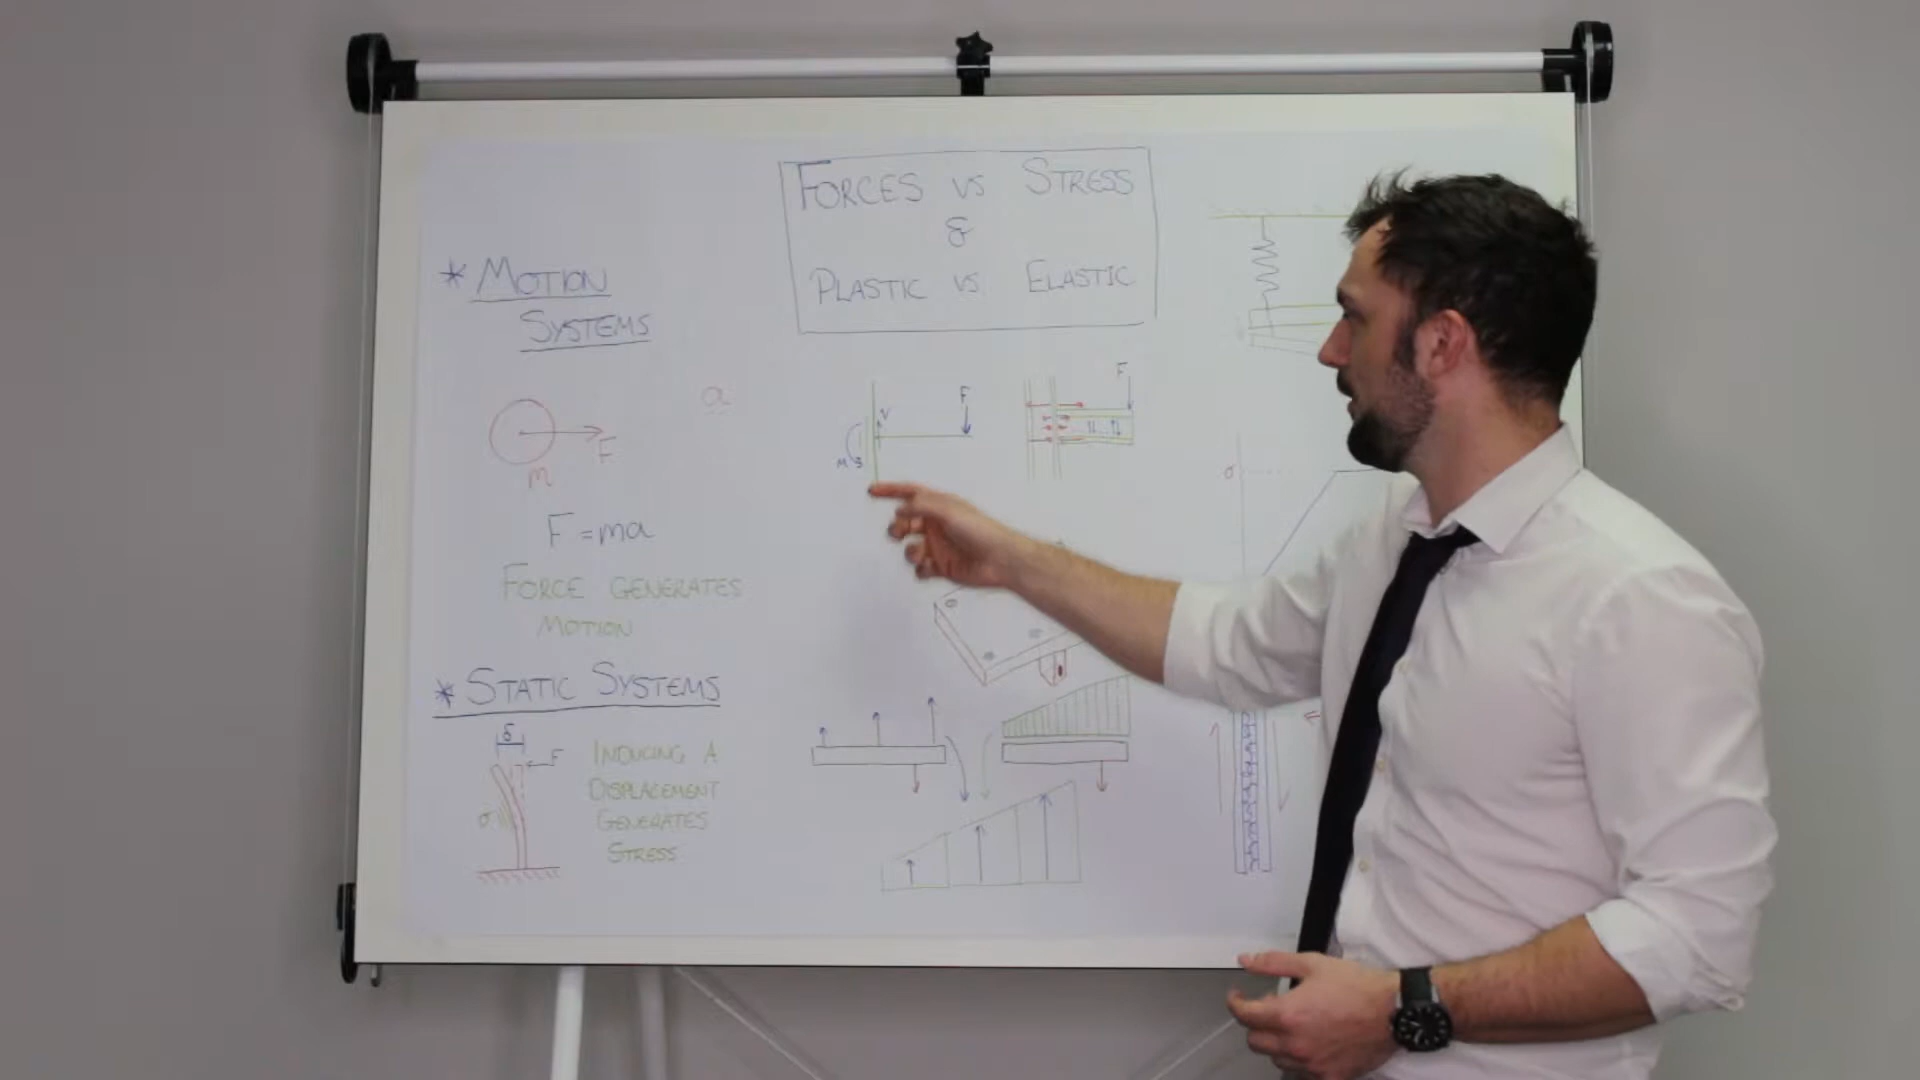 FORCES VS STRESS
&
PLASTIC VS ELASTIC
* MOTION
SYSTEMS
a
F
m
F = ma
FORCE GENERATES
MOTION
* STATIC SYSTEMS
δ
F
σ
INDUCING A
DISPLACEMENT
GENERATES
STRESS
V
F
M
F
σ